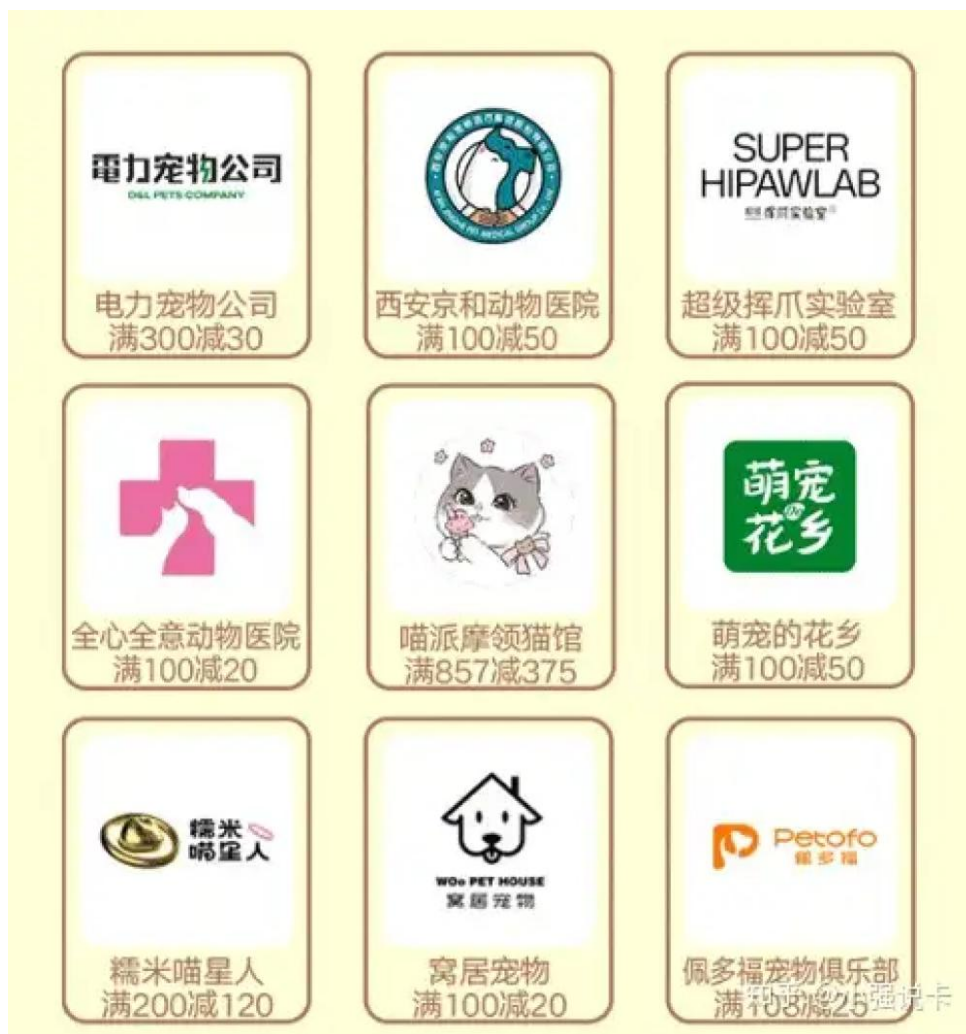 電力宠物公司
D&L PETS COMPANY
电力宠物公司
满300减30
西安京和动物医院
满100减50
SUPER
HIPAWLAB
超级挥爪实验室
满100减50
全心全意动物医院
满100减20
喵派摩领猫馆
满857减375
萌宠
花乡
萌宠的花乡
满100减50
糯米
喵星人
糯米喵星人
满200减120
WOo PET HOUSE
窝居宠物
窝居宠物
满100减20
Petofo
佩多福
佩多福宠物俱乐部
知乎 @小强说卡